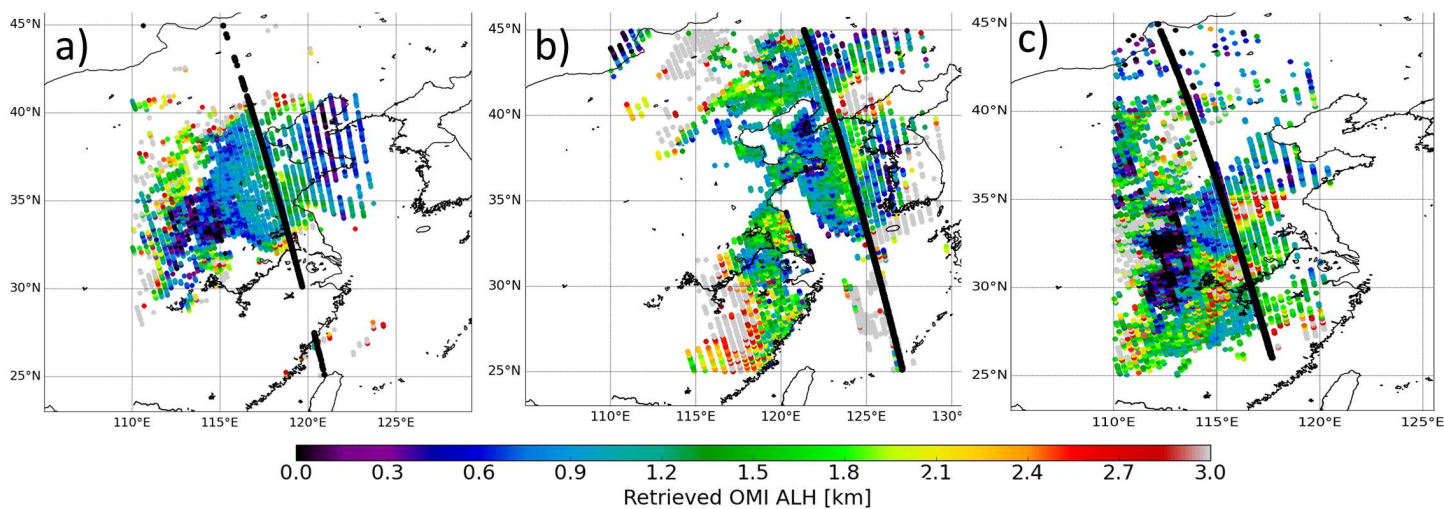 a)
45°N
40°N
35°N
30°N
25°N
110°E 115°E 120°E 125°E
b)
45°N
40°N
35°N
30°N
25°N
110°E 115°E 120°E 125°E 130°E
c)
45°N
40°N
35°N
30°N
25°N
110°E 115°E 120°E 125°E
0.0 0.3 0.6 0.9 1.2 1.5 1.8 2.1 2.4 2.7 3.0
Retrieved OMI ALH [km]